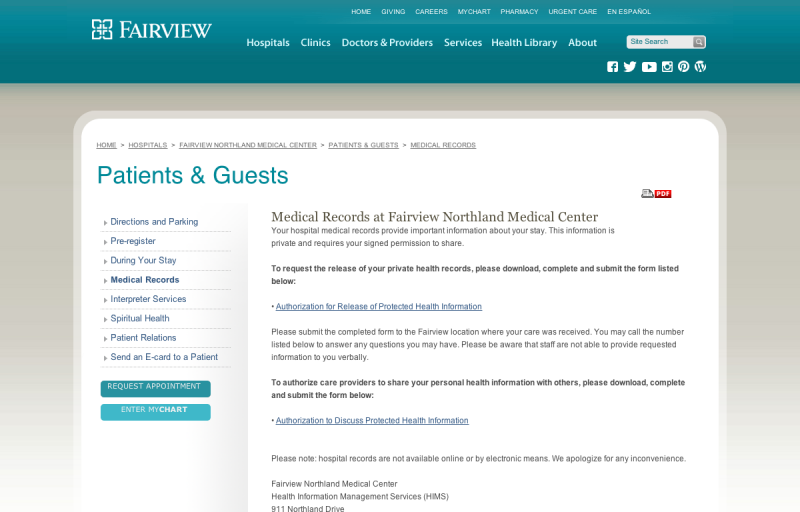 HOME GIVING CAREERS MYCHART PHARMACY URGENT CARE EN ESPAÑOL
FAIRVIEW
Hospitals Clinics Doctors & Providers Services Health Library About
Site Search
HOME > HOSPITALS > FAIRVIEW NORTHLAND MEDICAL CENTER > PATIENTS & GUESTS > MEDICAL RECORDS
Patients & Guests
PDF
Directions and Parking
Pre-register
During Your Stay
Medical Records
Interpreter Services
Spiritual Health
Patient Relations
Send an E-card to a Patient
REQUEST APPOINTMENT
ENTER MYCHART
Medical Records at Fairview Northland Medical Center
Your hospital medical records provide important information about your stay. This information is
private and requires your signed permission to share.
To request the release of your private health records, please download, complete and submit the form listed
below:
• Authorization for Release of Protected Health Information
Please submit the completed form to the Fairview location where your care was received. You may call the number
listed below to answer any questions you may have. Please be aware that staff are not able to provide requested
information to you verbally.
To authorize care providers to share your personal health information with others, please download, complete
and submit the form below:
• Authorization to Discuss Protected Health Information
Please note: hospital records are not available online or by electronic means. We apologize for any inconvenience.
Fairview Northland Medical Center
Health Information Management Services (HIMS)
911 Northland Drive